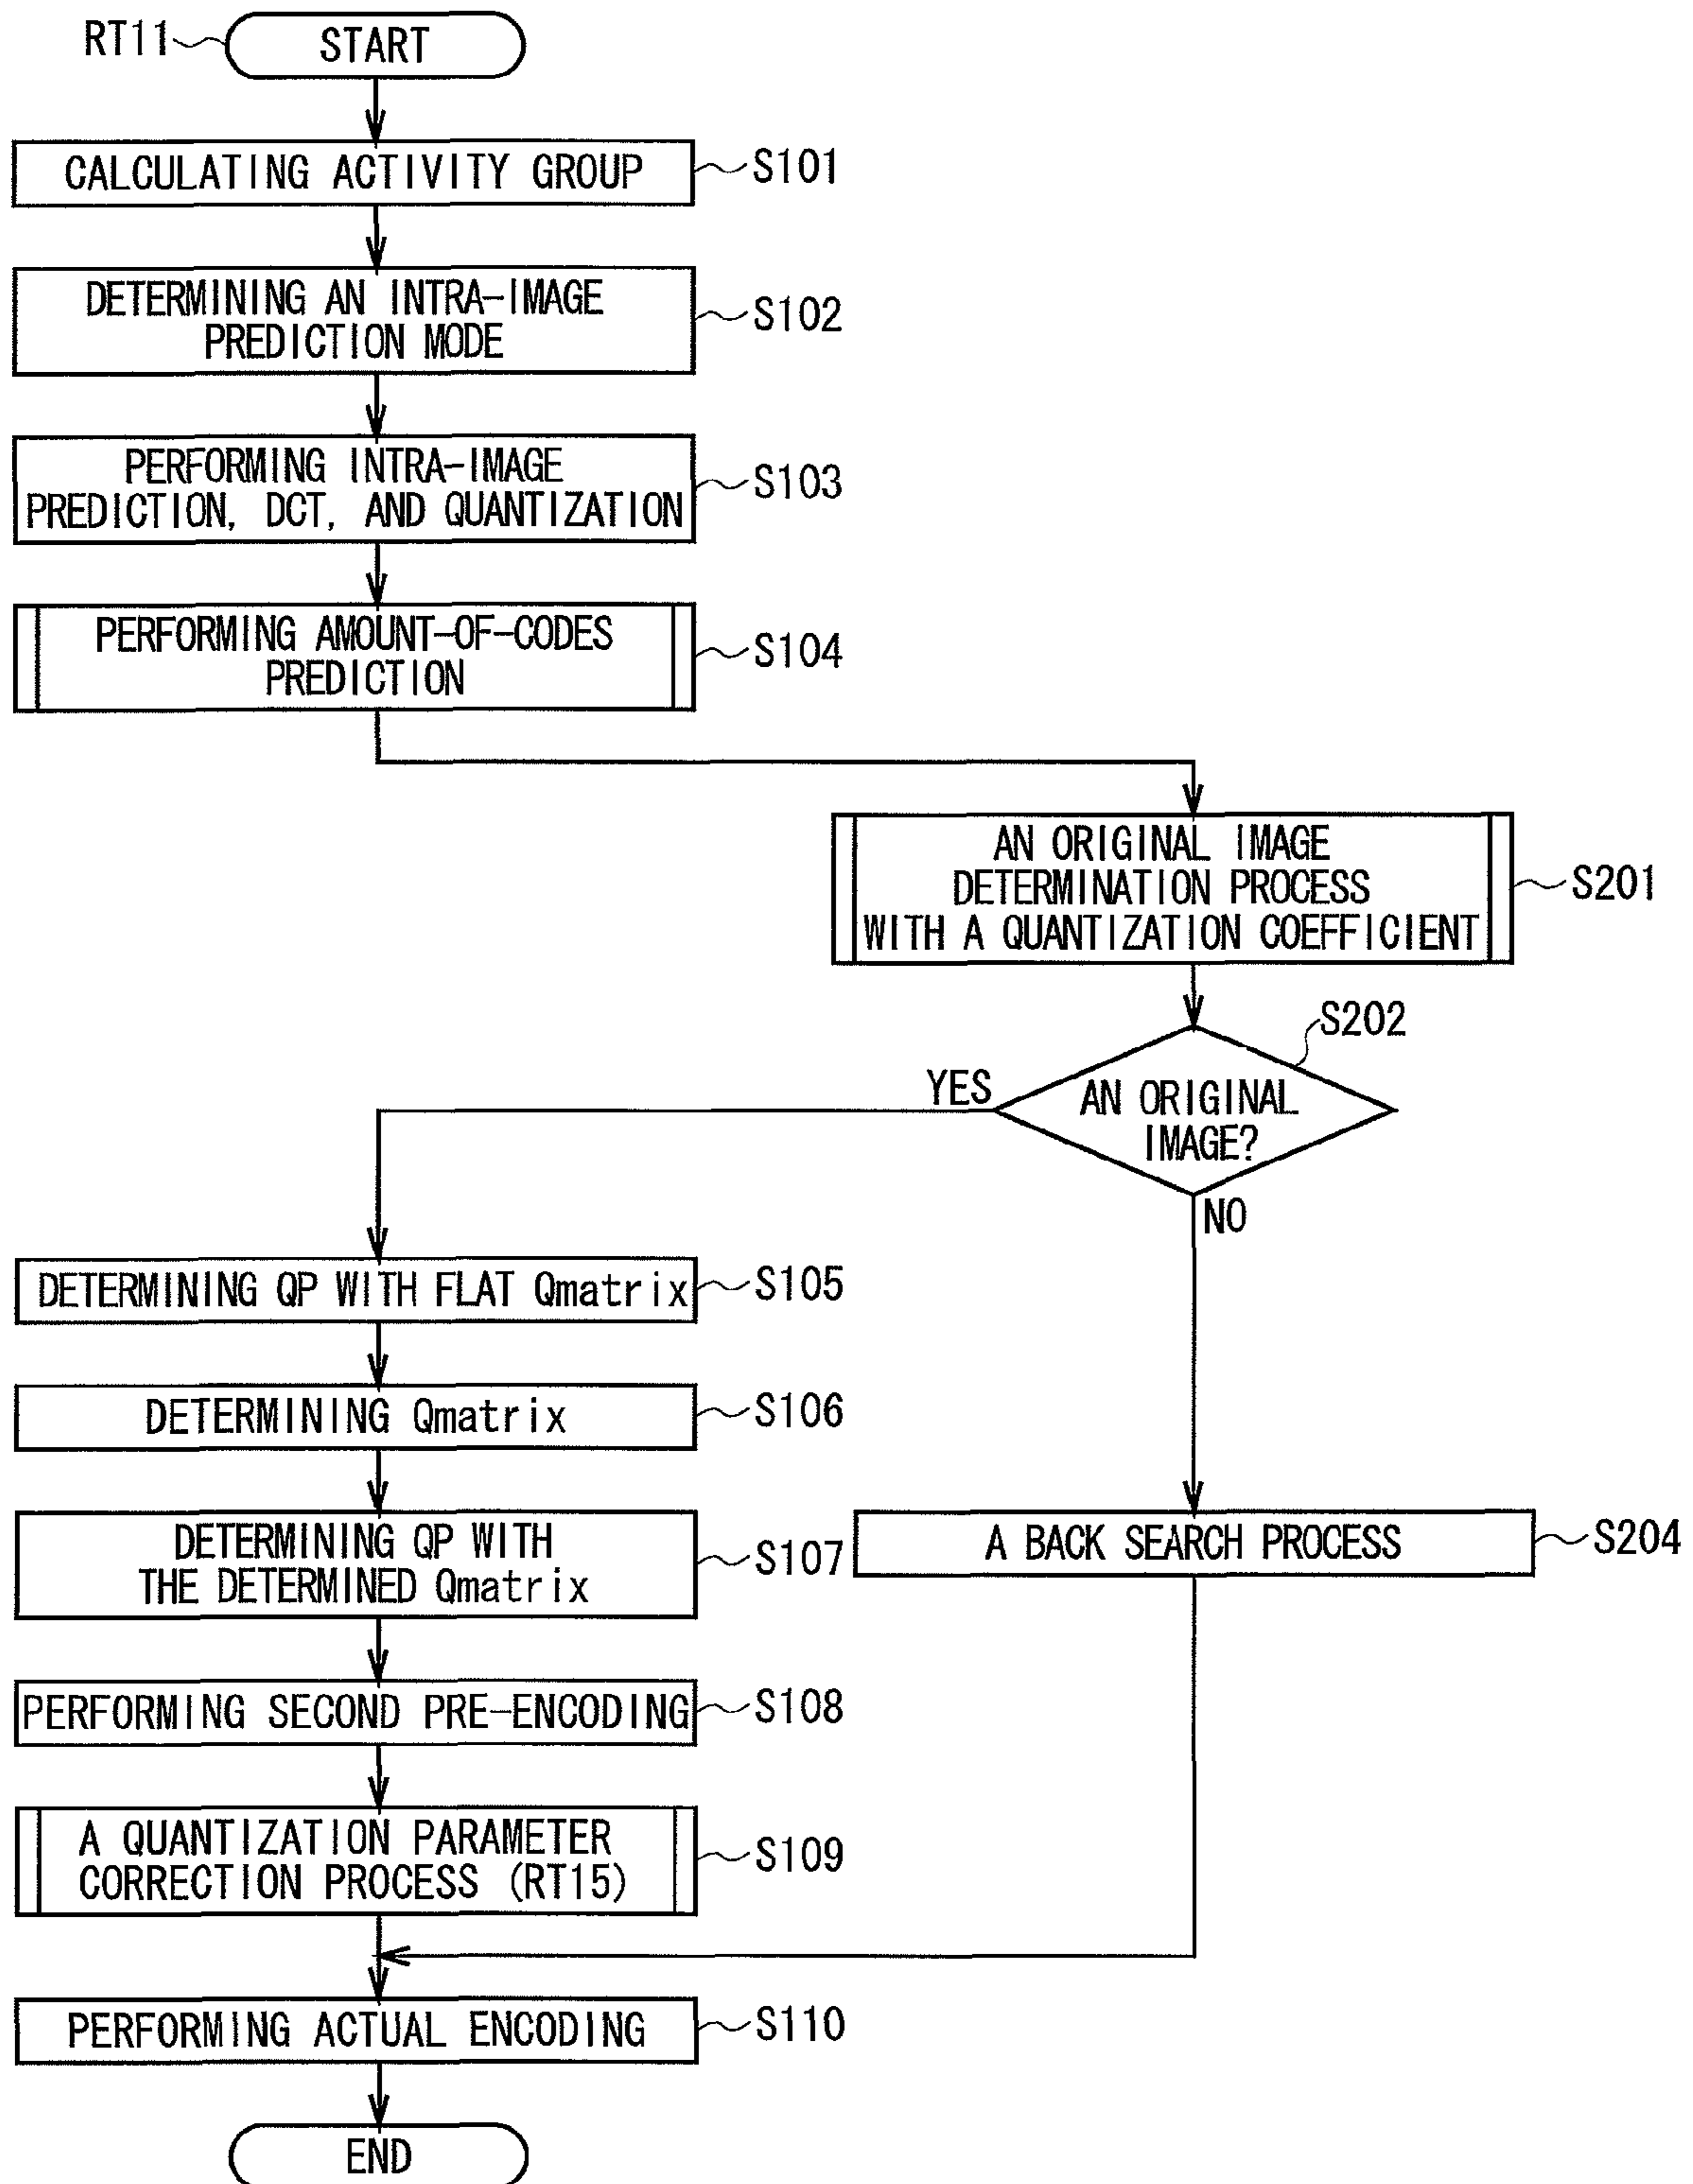 RT11
START
CALCULATING ACTIVITY GROUP
S101
DETERMINING AN INTRA-IMAGE
PREDICTION MODE
S102
PERFORMING INTRA-IMAGE
PREDICTION, DCT, AND QUANTIZATION
S103
PERFORMING AMOUNT-OF-CODES
PREDICTION
S104
AN ORIGINAL IMAGE
DETERMINATION PROCESS
WITH A QUANTIZATION COEFFICIENT
S201
S202
AN ORIGINAL
IMAGE?
YES
NO
DETERMINING QP WITH FLAT Qmatrix
S105
DETERMINING Qmatrix
S106
DETERMINING QP WITH
THE DETERMINED Qmatrix
S107
A BACK SEARCH PROCESS
S204
PERFORMING SECOND PRE-ENCODING
S108
A QUANTIZATION PARAMETER
CORRECTION PROCESS (RT15)
S109
PERFORMING ACTUAL ENCODING
S110
END